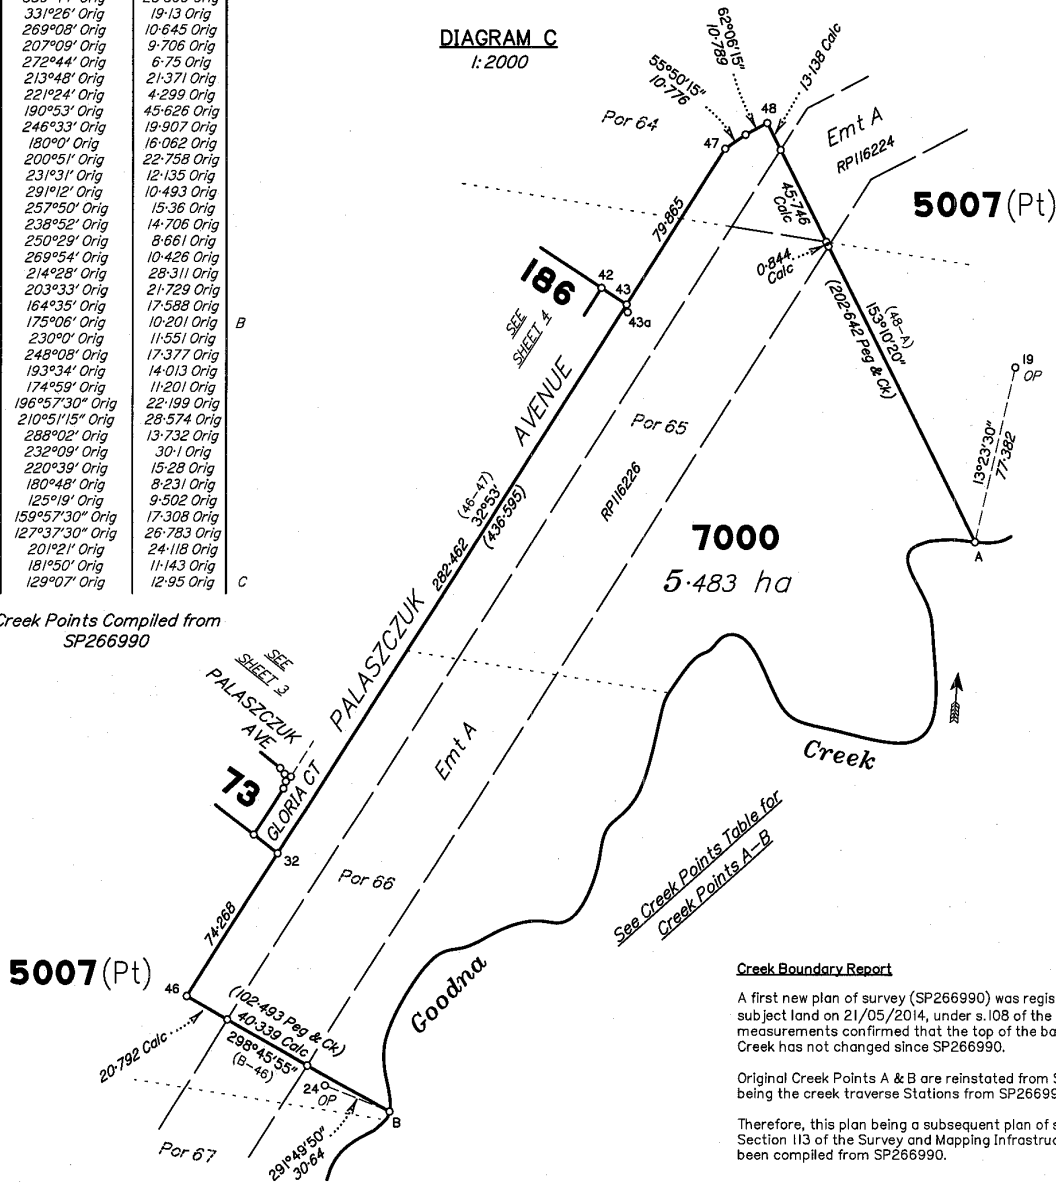 331°26' Orig 19·13 Orig
269°08' Orig 10·645 Orig
207°09' Orig 9·706 Orig
272°44' Orig 6·75 Orig
213°48' Orig 21·371 Orig
221°24' Orig 4·299 Orig
190°53' Orig 45·626 Orig
246°33' Orig 19·907 Orig
180°0' Orig 16·062 Orig
200°51' Orig 22·758 Orig
231°31' Orig 12·135 Orig
291°12' Orig 10·493 Orig
257°50' Orig 15·36 Orig
238°52' Orig 14·706 Orig
250°29' Orig 8·661 Orig
269°54' Orig 10·426 Orig
214°28' Orig 28·311 Orig
203°33' Orig 21·729 Orig
164°35' Orig 17·588 Orig
175°06' Orig 10·201 Orig B
230°0' Orig 11·551 Orig
248°08' Orig 17·377 Orig
193°34' Orig 14·013 Orig
174°59' Orig 11·201 Orig
196°57'30" Orig 22·199 Orig
210°51'15" Orig 28·574 Orig
288°02' Orig 13·732 Orig
232°09' Orig 30·1 Orig
220°39' Orig 15·28 Orig
180°48' Orig 8·231 Orig
125°19' Orig 9·502 Orig
159°57'30" Orig 17·308 Orig
127°37'30" Orig 26·783 Orig
201°21' Orig 24·118 Orig
181°50' Orig 11·143 Orig
129°07' Orig 12·95 Orig C
Creek Points Compiled from
SP266990
DIAGRAM C
1:2000
62°06'15"
10·789
55°50'15"
10·776
13·138 Calc
48
47
Por 64
Emt A
RP116224
5007 (Pt)
45·746
Calc
79·865
0·844
Calc
42
43
43a
186
SEE
SHEET 4
(48-A)
153°10'20"
(202·642 Peg & Ck)
19
OP
13°23'30"
77·382
A
AVENUE
Por 65
RP116226
(46-47)
32°53'
(436·595)
282·462
7000
5·483 ha
PALASZCZUK
SEE
SHEET 3
PALASZCZUK
AVE
73
GLORIA CT
32
Emt A
Creek
See Creek Points Table for
Creek Points A-B
Por 66
74·268
5007 (Pt)
46
20·792 Calc
(102·493 Peg & Ck)
40·339 Calc
298°45'55"
(B-46)
24
OP
B
291°49'50"
30·64
Por 67
Goodna
Creek Boundary Report
A first new plan of survey (SP266990) was regis
subject land on 21/05/2014, under s.108 of the
measurements confirmed that the top of the ba
Creek has not changed since SP266990.
Original Creek Points A & B are reinstated from S
being the creek traverse Stations from SP26699
Therefore, this plan being a subsequent plan of s
Section 113 of the Survey and Mapping Infrastruc
been compiled from SP266990.